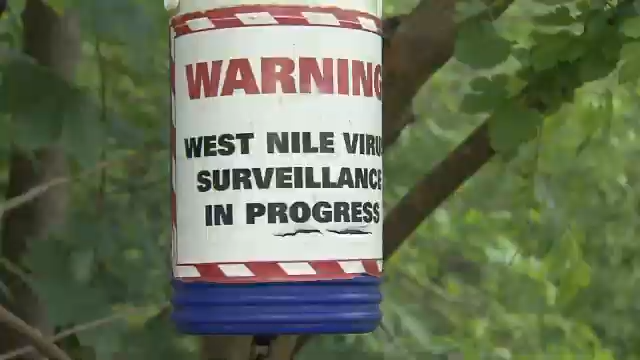 WARNING
WEST NILE VIRU
SURVEILLANCE
IN PROGRESS